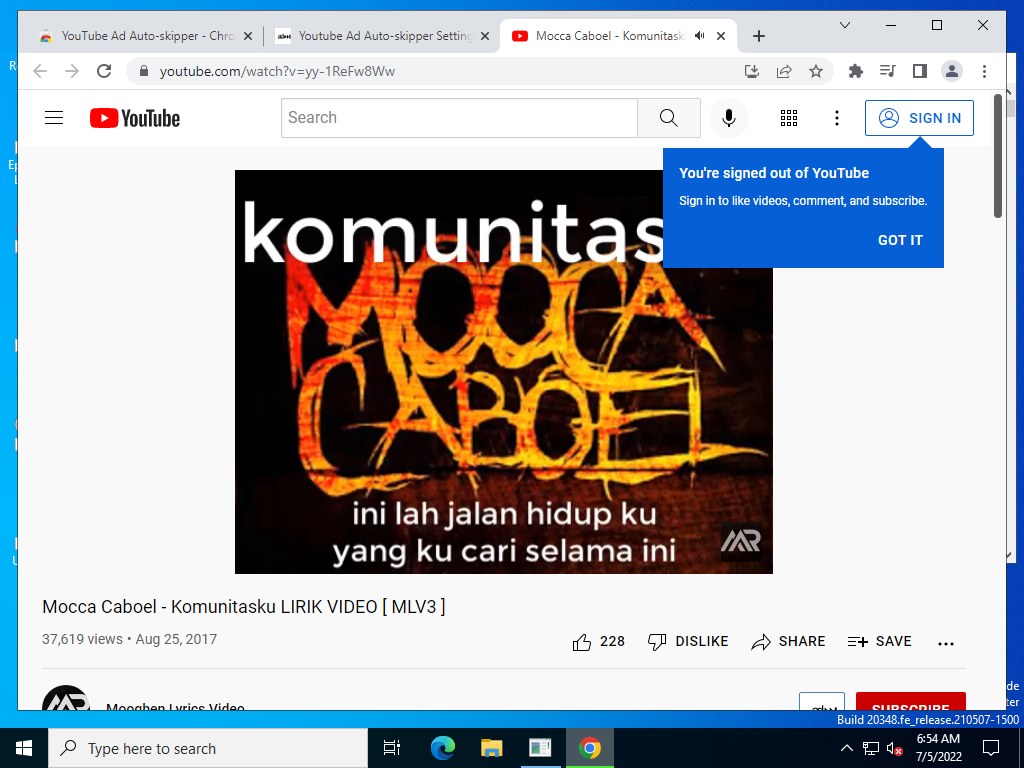 YouTube Ad Auto-skipper - Chro
Youtube Ad Auto-skipper Setting
Mocca Caboel - Komunitask
youtube.com/watch?v=yy-1ReFw8Ww
YouTube
Search
SIGN IN
You're signed out of YouTube
Sign in to like videos, comment, and subscribe.
GOT IT
komunitas
MOCCA
CABOEL
ini lah jalan hidup ku
yang ku cari selama ini
MR
Mocca Caboel - Komunitasku LIRIK VIDEO [ MLV3 ]
37,619 views • Aug 25, 2017
228
DISLIKE
SHARE
SAVE
Mooghen Lyrics Video
SUBSCRIBE
Build 20348.fe_release.210507-1500
Type here to search
6:54 AM
7/5/2022